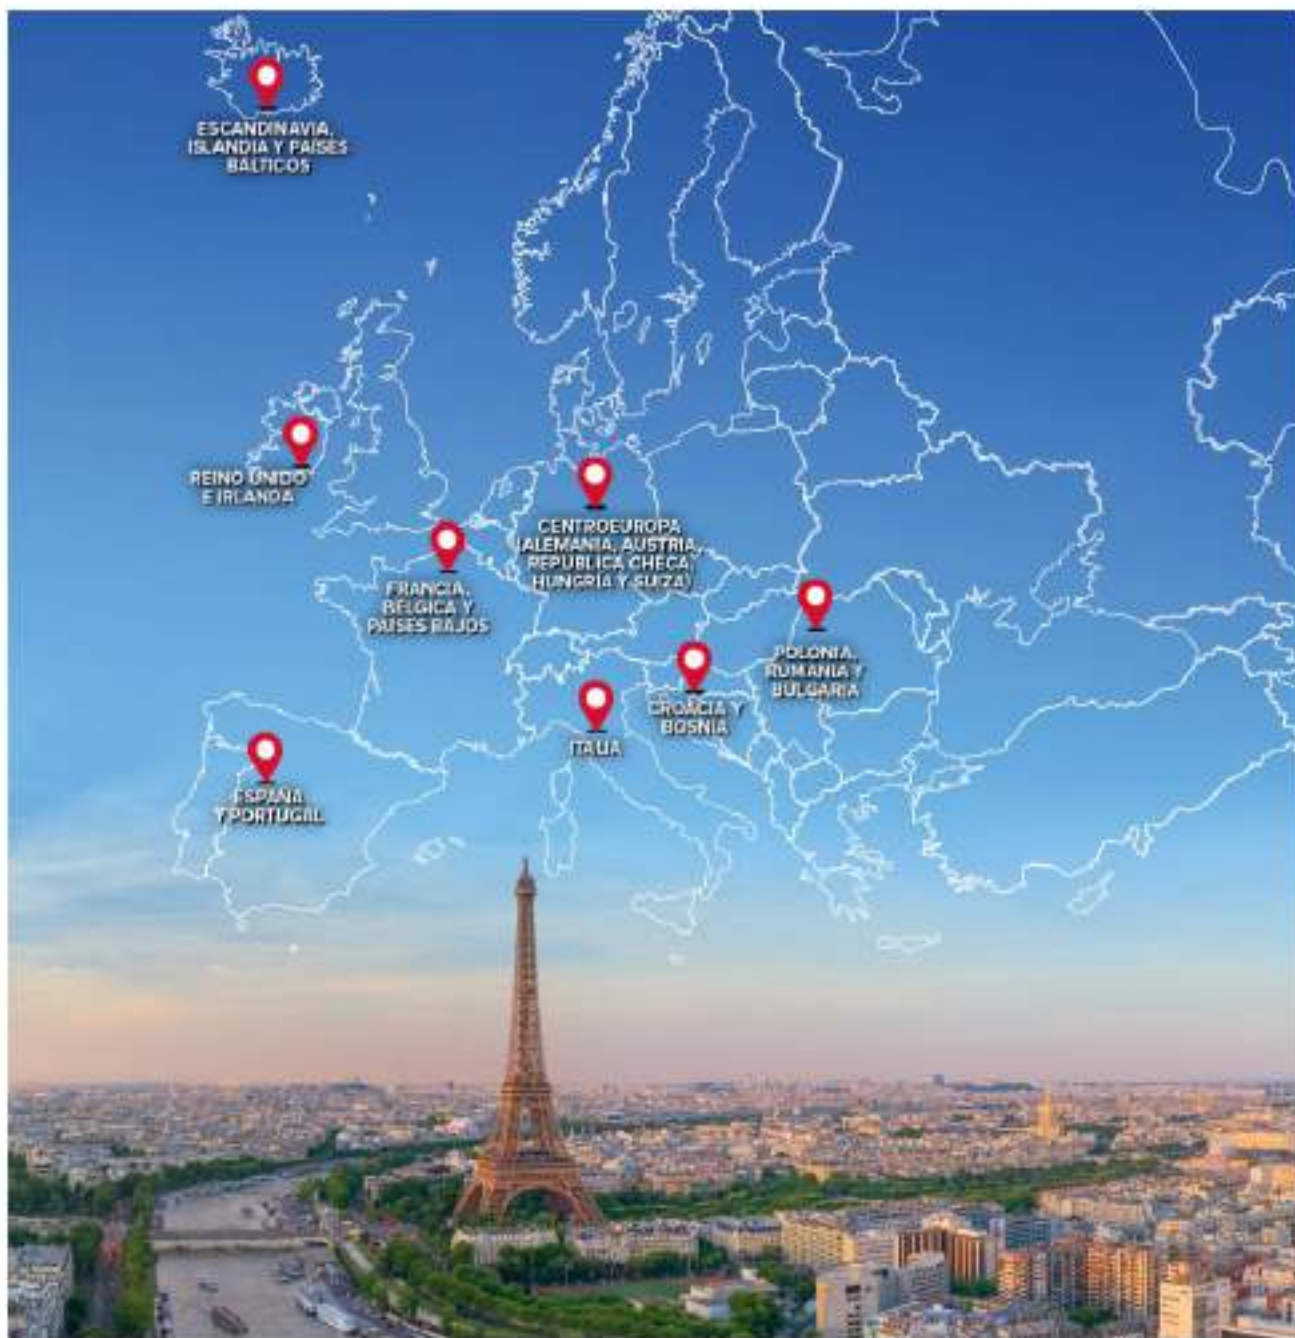 ESCANDINAVIA,
ISLANDIA Y PAÍSES
BÁLTICOS
REINO UNIDO
E IRLANDA
CENTROEUROPA
(ALEMANIA, AUSTRIA,
REPÚBLICA CHECA,
HUNGRÍA Y SUIZA)
FRANCIA,
BÉLGICA Y
PAÍSES BAJOS
POLONIA,
RUMANIA Y
BULGARIA
CROACIA Y
BOSNIA
ITALIA
ESPAÑA
Y PORTUGAL